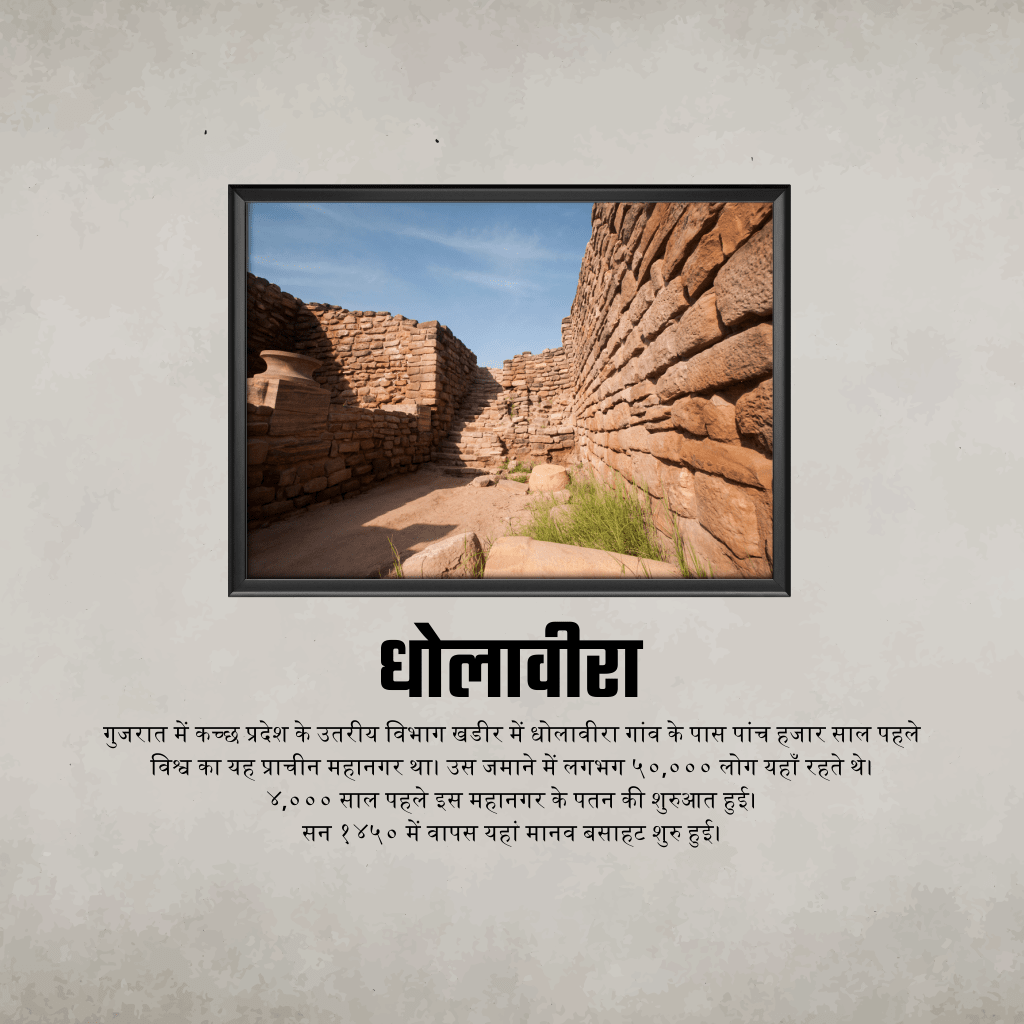 धोलावीरा
गुजरात में कच्छ प्रदेश के उतरीय विभाग खडीर में धोलावीरा गांव के पास पांच हजार साल पहले
विश्व का यह प्राचीन महानगर था। उस जमाने में लगभग ५०,००० लोग यहाँ रहते थे।
४,००० साल पहले इस महानगर के पतन की शुरुआत हुई।
सन १४५० में वापस यहां मानव बसाहट शुरु हुई।